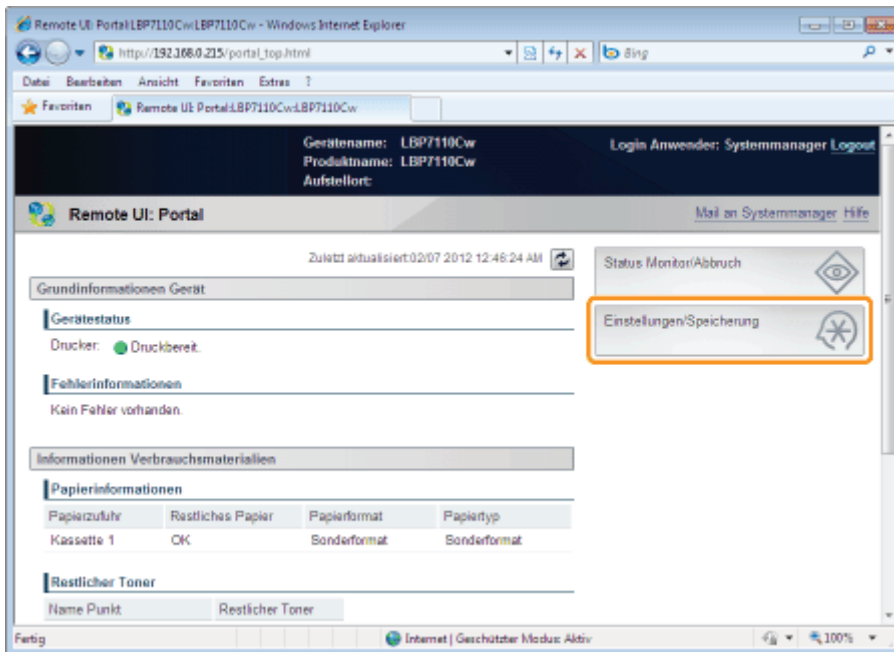 Remote UI: Portal:LBP7110Cw:LBP7110Cw - Windows Internet Explorer
http://192.168.0.215/portal_top.html
Bing
Datei Bearbeiten Ansicht Favoriten Extras ?
Favoriten Remote UI: Portal:LBP7110Cw:LBP7110Cw
Gerätename: LBP7110Cw
Login Anwender: Systemmanager Logout
Produktname: LBP7110Cw
Aufstellort:
Remote UI: Portal
Mail an Systemmanager Hilfe
Zuletzt aktualisiert:02/07 2012 12:46:24 AM
Status Monitor/Abbruch
Grundinformationen Gerät
Einstellungen/Speicherung
Gerätestatus
Drucker: Druckbereit.
Fehlerinformationen
Kein Fehler vorhanden.
Informationen Verbrauchsmaterialien
Papierinformationen
Papierzufuhr Restliches Papier Papierformat Papiertyp
Kassette 1 OK Sonderformat Sonderformat
Restlicher Toner
Name Punkt Restlicher Toner
Fertig Internet | Geschützter Modus: Aktiv 100%